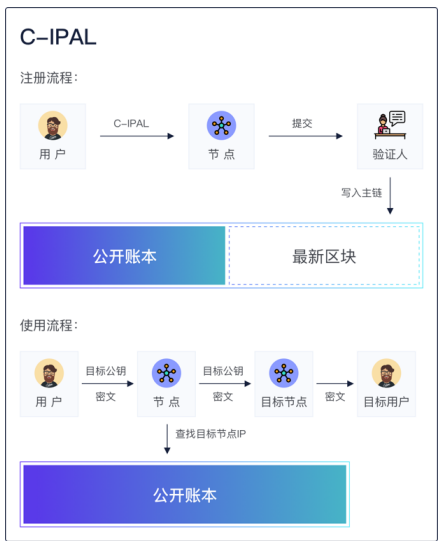 C-IPAL
注册流程：
C-IPAL
提交
用 户
节 点
验证人
写入主链
公开账本
最新区块
使用流程：
目标公钥
目标公钥
密文
密文
密文
用 户
节 点
目标节点
目标用户
查找目标节点IP
公开账本